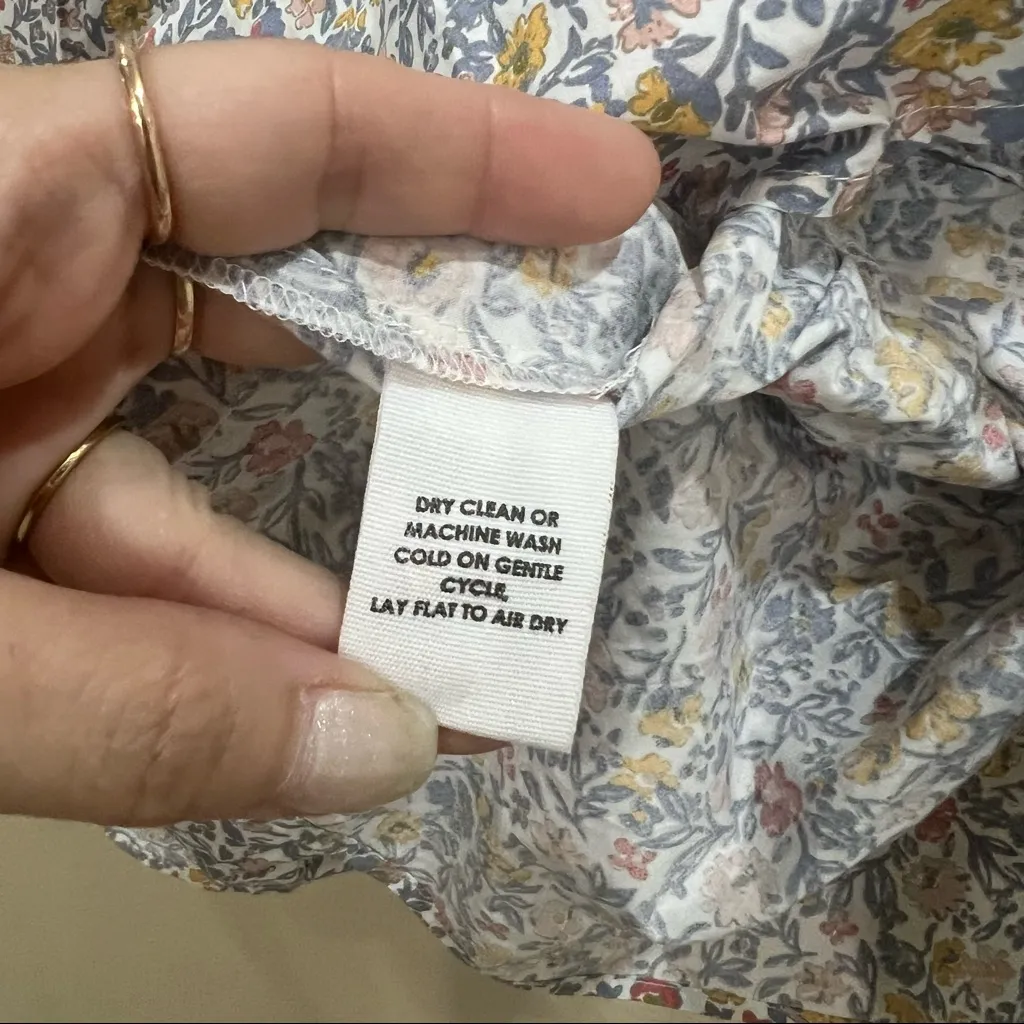 DRY CLEAN OR
MACHINE WASH
COLD ON GENTLE
CYCLE,
LAY FLAT TO AIR DRY